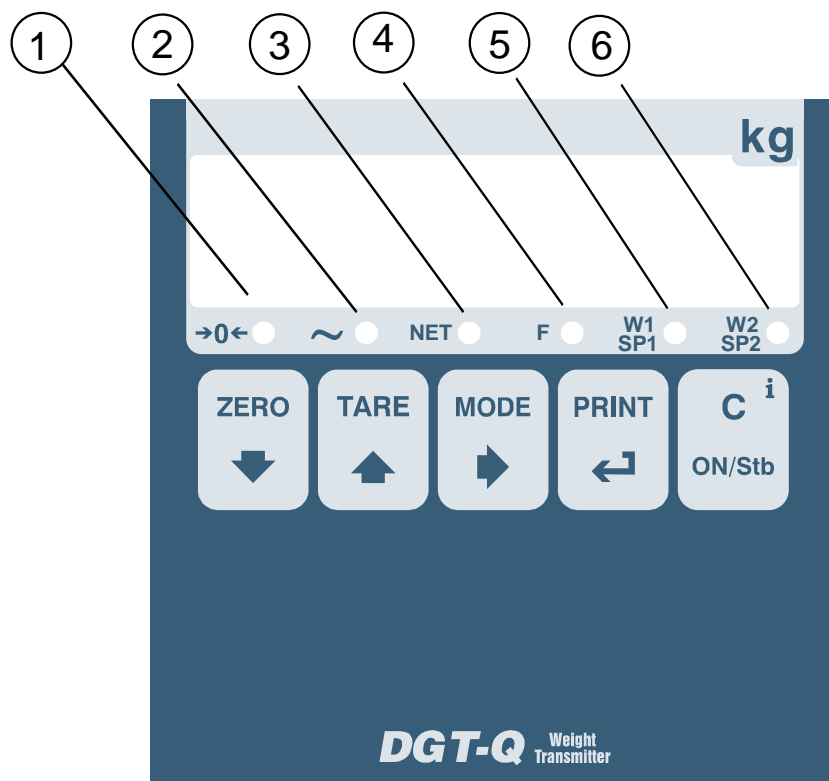 1 2 3 4 5 6
kg
→0← ~ NET F W1 SP1 W2 SP2
ZERO TARE MODE PRINT C i
ON/Stb
DGT-Q Weight Transmitter